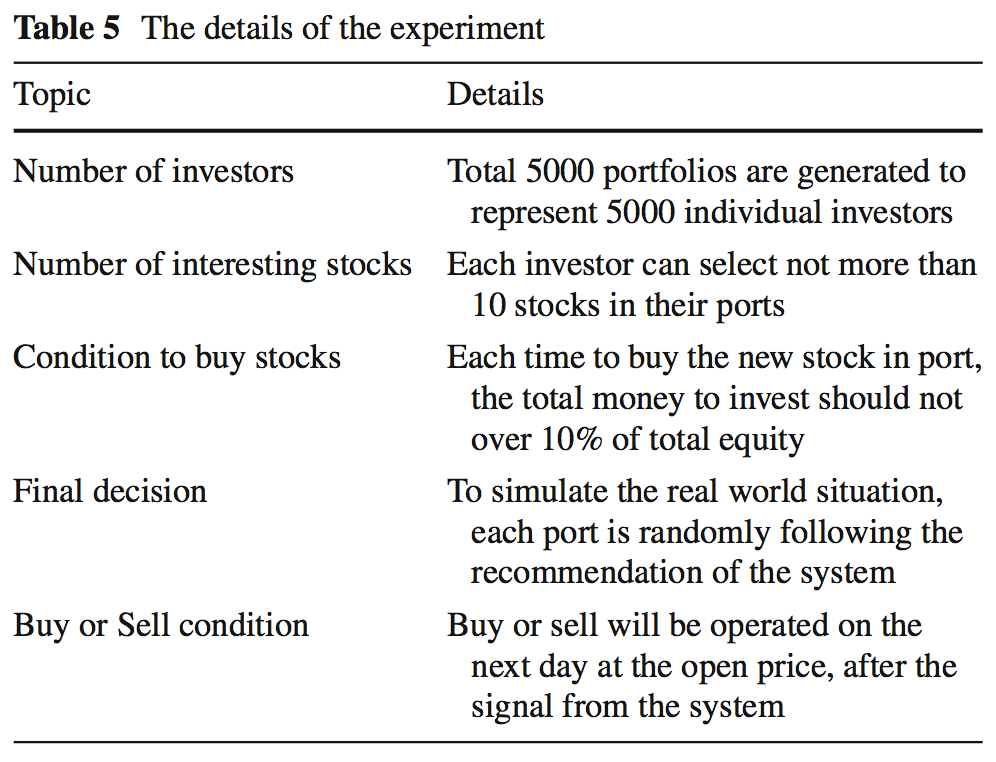 Table 5 The details of the experiment
Topic Details
Number of investors Total 5000 portfolios are generated to
represent 5000 individual investors
Number of interesting stocks Each investor can select not more than
10 stocks in their ports
Condition to buy stocks Each time to buy the new stock in port,
the total money to invest should not
over 10% of total equity
Final decision To simulate the real world situation,
each port is randomly following the
recommendation of the system
Buy or Sell condition Buy or sell will be operated on the
next day at the open price, after the
signal from the system